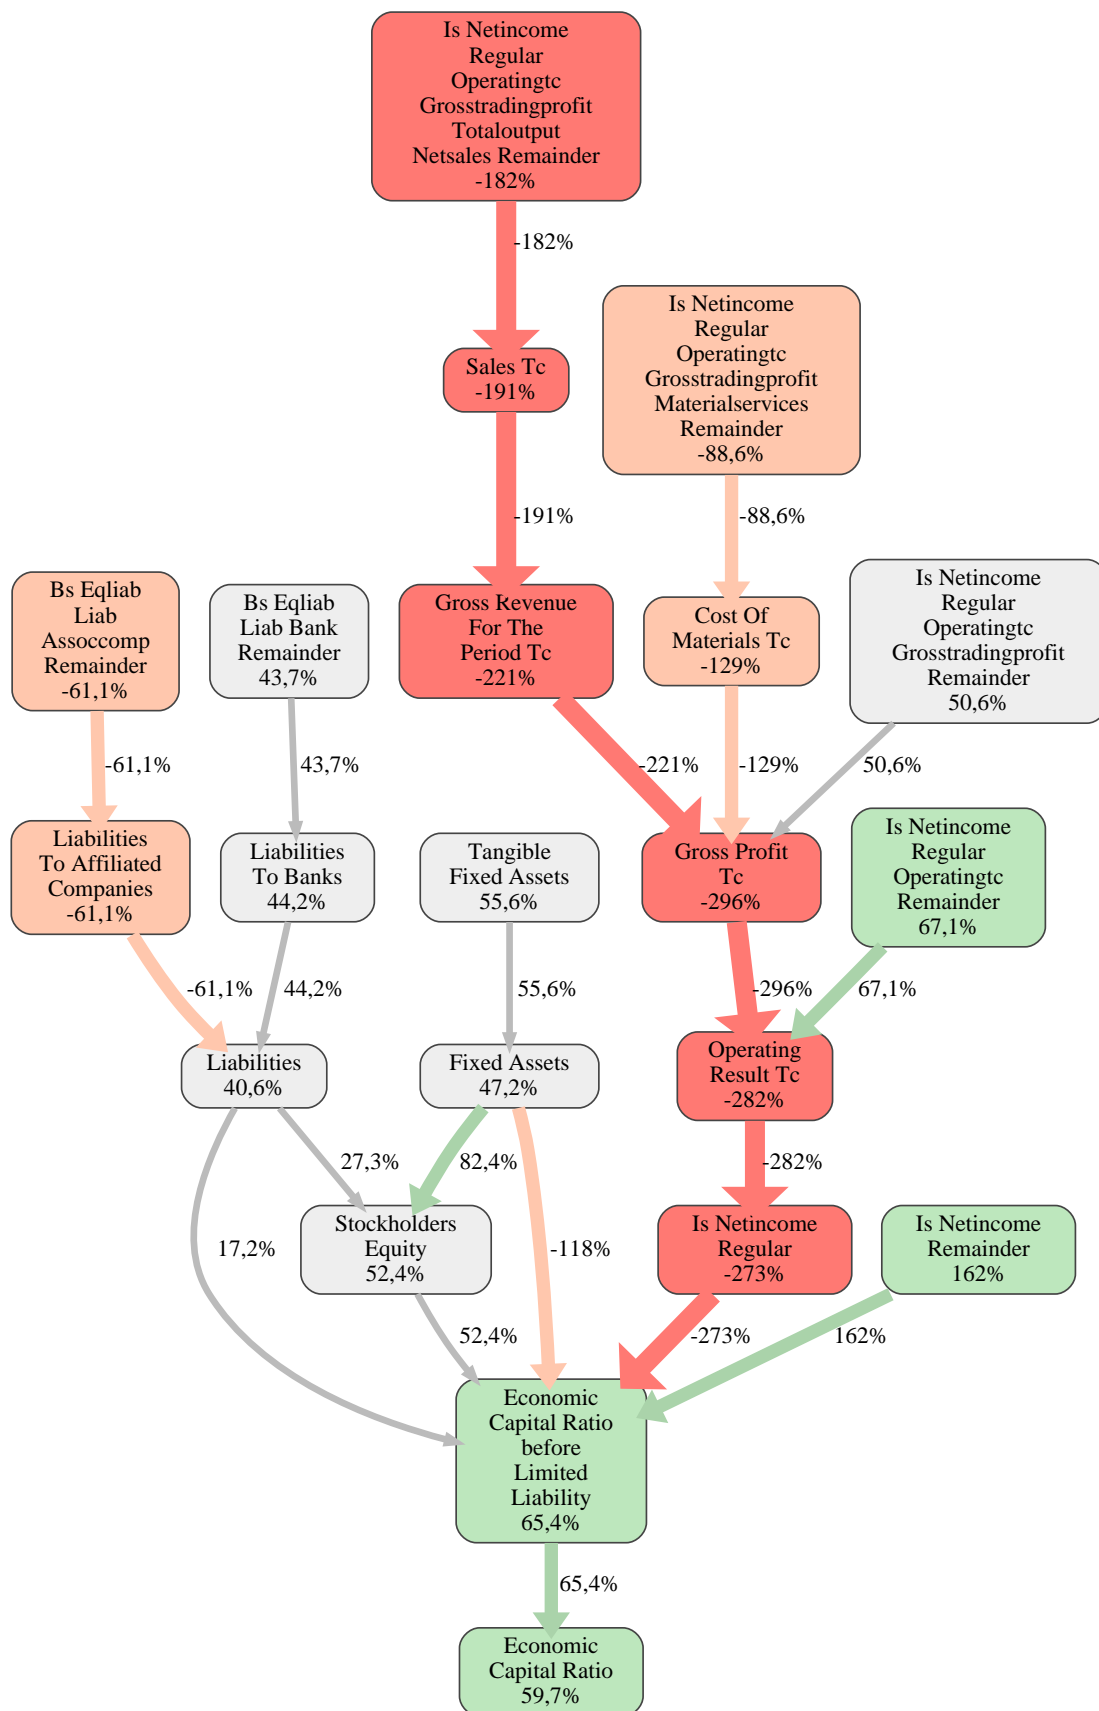 Is Netincome
Regular
Operatingtc
Grosstradingprofit
Totaloutput
Netsales Remainder
-182%
-182%
Is Netincome
Regular
Operatingtc
Grosstradingprofit
Materialservices
Remainder
-88,6%
Sales Tc
-191%
-191%
-88,6%
Bs Eqliab
Liab
Assoccomp
Remainder
-61,1%
Bs Eqliab
Liab Bank
Remainder
43,7%
Gross Revenue
For The
Period Tc
-221%
Cost Of
Materials Tc
-129%
Is Netincome
Regular
Operatingtc
Grosstradingprofit
Remainder
50,6%
-61,1%
43,7%
-221%
-129%
50,6%
Liabilities
To Affiliated
Companies
-61,1%
Liabilities
To Banks
44,2%
Tangible
Fixed Assets
55,6%
Gross Profit
Tc
-296%
Is Netincome
Regular
Operatingtc
Remainder
67,1%
-61,1%
44,2%
55,6%
-296%
67,1%
Liabilities
40,6%
Fixed Assets
47,2%
Operating
Result Tc
-282%
27,3%
82,4%
-282%
Stockholders
Equity
52,4%
Is Netincome
Regular
-273%
Is Netincome
Remainder
162%
17,2%
-118%
52,4%
-273%
162%
Economic
Capital Ratio
before
Limited
Liability
65,4%
65,4%
Economic
Capital Ratio
59,7%